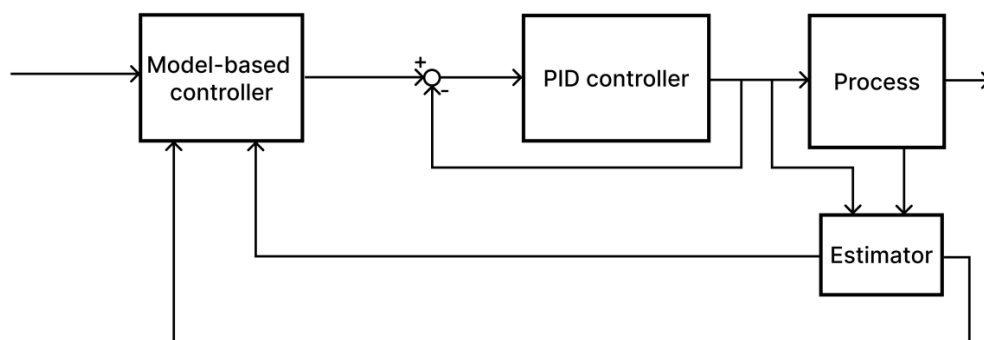 Model-based
controller
+
-
PID controller
Process
Estimator